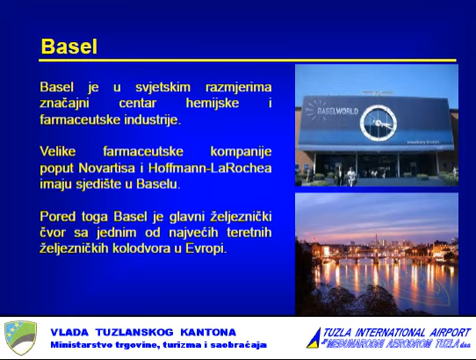 Basel
Basel je u svjetskim razmjerima
značajni centar hemijske i
farmaceutske industrije.
Velike farmaceutske kompanije
poput Novartisa i Hoffmann-LaRochea
imaju sjedište u Baselu.
Pored toga Basel je glavni željeznički
čvor sa jednim od najvećih teretnih
željezničkih kolodvora u Evropi.
BASELWORLD
VLADA TUZLANSKOG KANTONA
Ministarstvo trgovine, turizma i saobraćaja
TUZLA INTERNATIONAL AIRPORT
MEĐUNARODNI AERODROM TUZLA d.o.o.